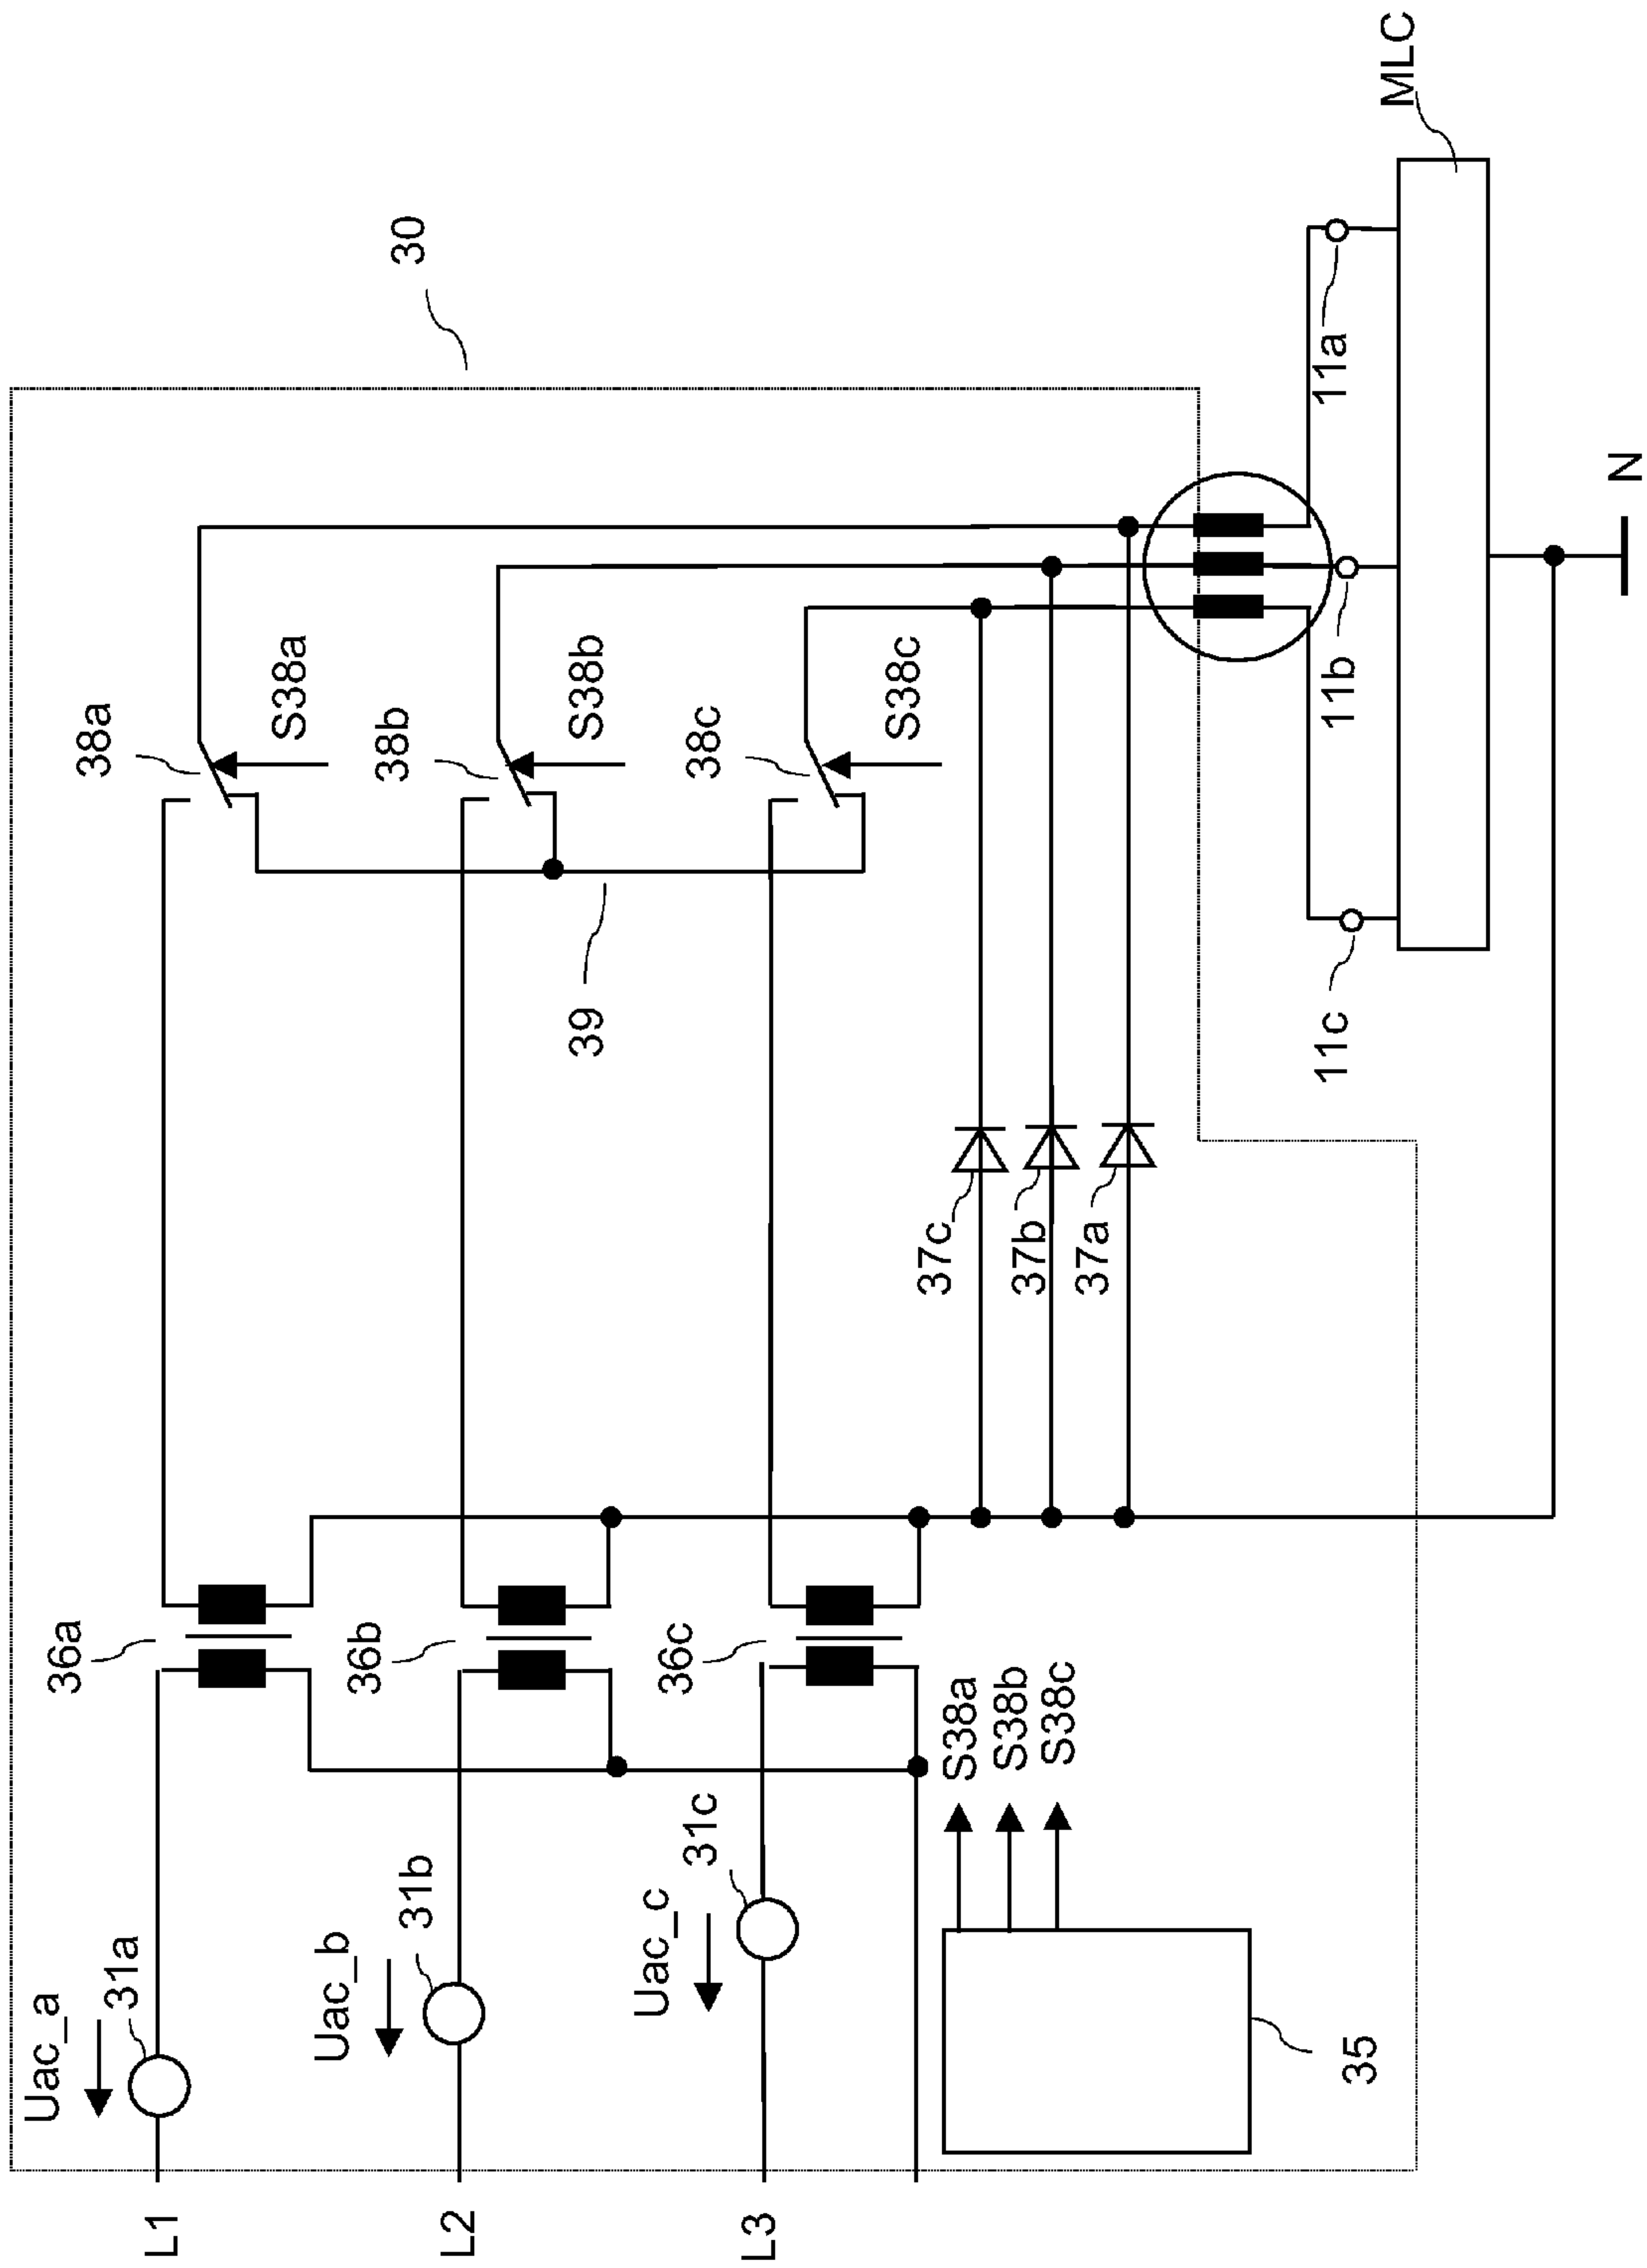 30
MLC
38a
S38a
38b
S38b
38c
S38c
39
11a
11b
11c
N
37c
37b
37a
36a
36b
36c
S38a
S38b
S38c
Uac_a
31a
Uac_b
31b
Uac_c
31c
35
L1
L2
L3